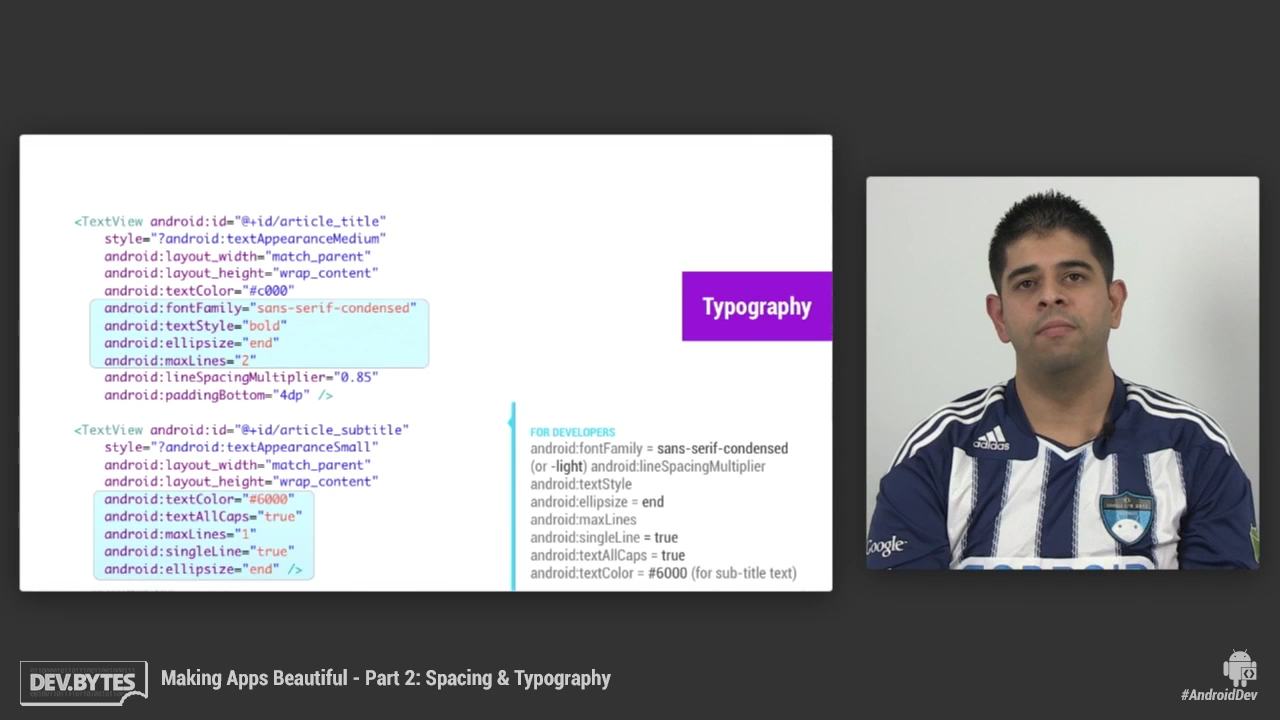 <TextView android:id="@+id/article_title"
style="?android:textAppearanceMedium"
android:layout_width="match_parent"
android:layout_height="wrap_content"
android:textColor="#c000"
android:fontFamily="sans-serif-condensed"
android:textStyle="bold"
android:ellipsize="end"
android:maxLines="2"
android:lineSpacingMultiplier="0.85"
android:paddingBottom="4dp" />
<TextView android:id="@+id/article_subtitle"
style="?android:textAppearanceSmall"
android:layout_width="match_parent"
android:layout_height="wrap_content"
android:textColor="#6000"
android:textAllCaps="true"
android:maxLines="1"
android:singleLine="true"
android:ellipsize="end" />
Typography
FOR DEVELOPERS
android:fontFamily = sans-serif-condensed
(or -light) android:lineSpacingMultiplier
android:textStyle
android:ellipsize = end
android:maxLines
android:singleLine = true
android:textAllCaps = true
android:textColor = #6000 (for sub-title text)
adidas
Google
DEV.BYTES
Making Apps Beautiful - Part 2: Spacing & Typography
#AndroidDev